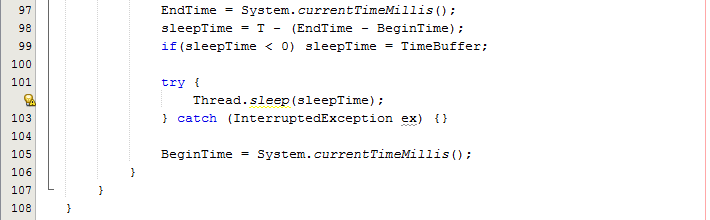 97 EndTime = System.currentTimeMillis();
98 sleepTime = T - (EndTime - BeginTime);
99 if(sleepTime < 0) sleepTime = TimeBuffer;
100
101 try {
Thread.sleep(sleepTime);
103 } catch (InterruptedException ex) {}
104
105 BeginTime = System.currentTimeMillis();
106 }
107 }
108 }